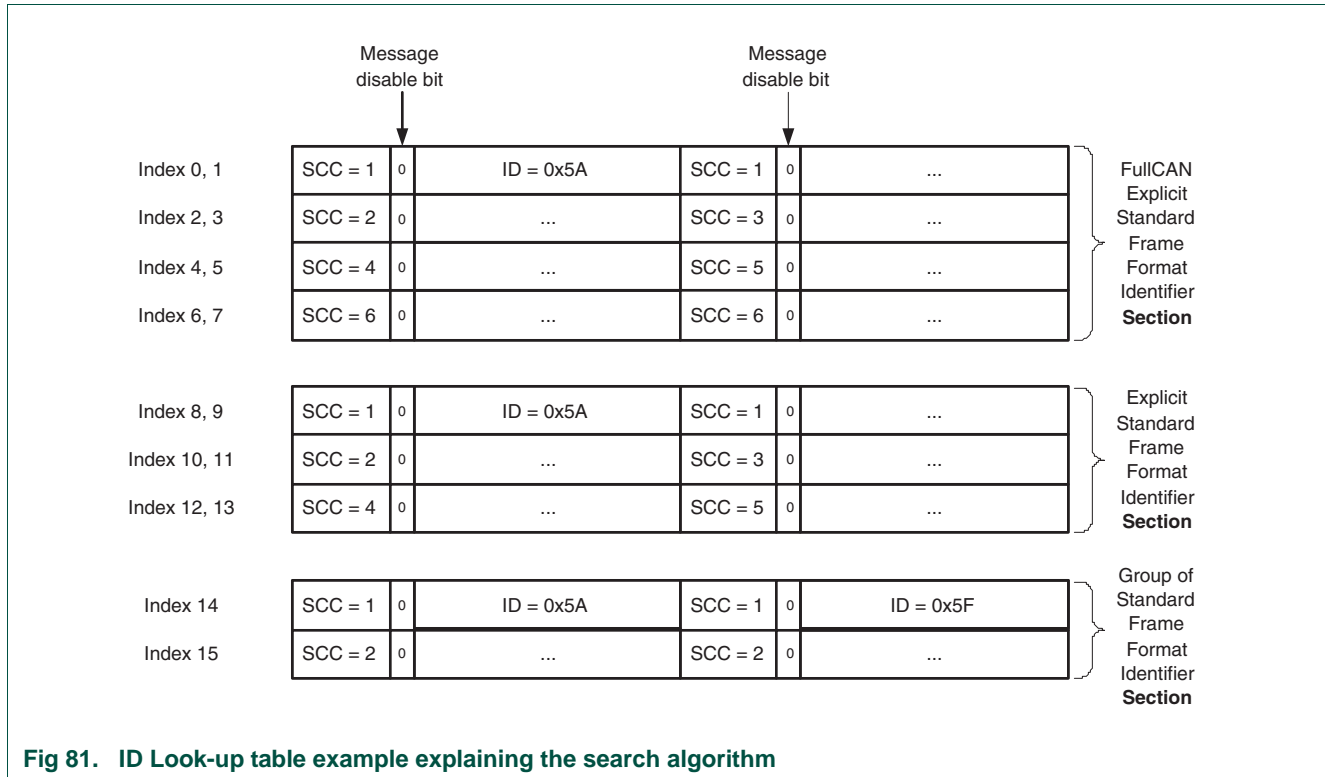 Message
disable bit
Message
disable bit
Index 0, 1 SCC = 1 0 ID = 0x5A SCC = 1 0 ...
Index 2, 3 SCC = 2 0 ... SCC = 3 0 ...
Index 4, 5 SCC = 4 0 ... SCC = 5 0 ...
Index 6, 7 SCC = 6 0 ... SCC = 6 0 ...
FullCAN
Explicit
Standard
Frame
Format
Identifier
Section
Index 8, 9 SCC = 1 0 ID = 0x5A SCC = 1 0 ...
Index 10, 11 SCC = 2 0 ... SCC = 3 0 ...
Index 12, 13 SCC = 4 0 ... SCC = 5 0 ...
Explicit
Standard
Frame
Format
Identifier
Section
Index 14 SCC = 1 0 ID = 0x5A SCC = 1 0 ID = 0x5F
Index 15 SCC = 2 0 ... SCC = 2 0 ...
Group of
Standard
Frame
Format
Identifier
Section
Fig 81. ID Look-up table example explaining the search algorithm